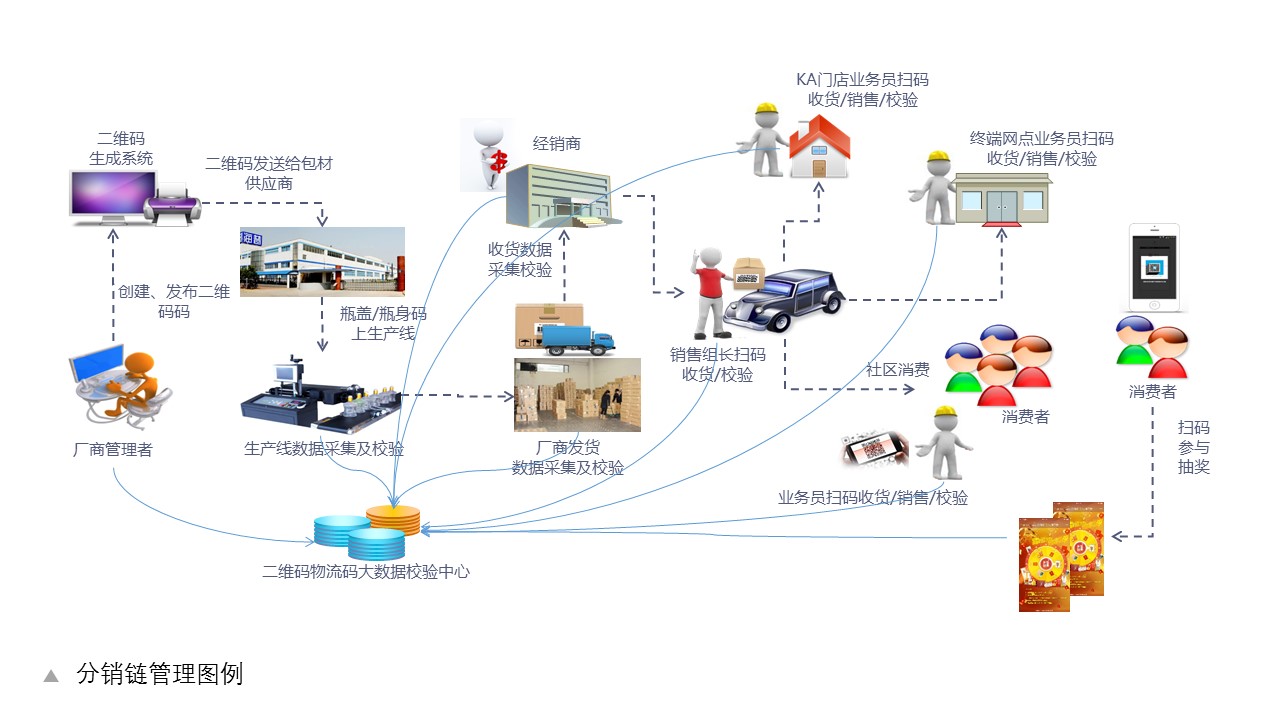 KA门店业务员扫码
收货/销售/校验
二维码
生成系统
二维码发送给包材
供应商
经销商
终端网点业务员扫码
收货/销售/校验
收货数据
采集校验
创建、发布二维
码码
瓶盖/瓶身码
上生产线
销售组长扫码
收货/校验
社区消费
消费者
消费者
厂商管理者
生产线数据采集及校验
厂商发货
数据采集及校验
扫码
参与
抽奖
业务员扫码收货/销售/校验
二维码物流码大数据校验中心
分销链管理图例